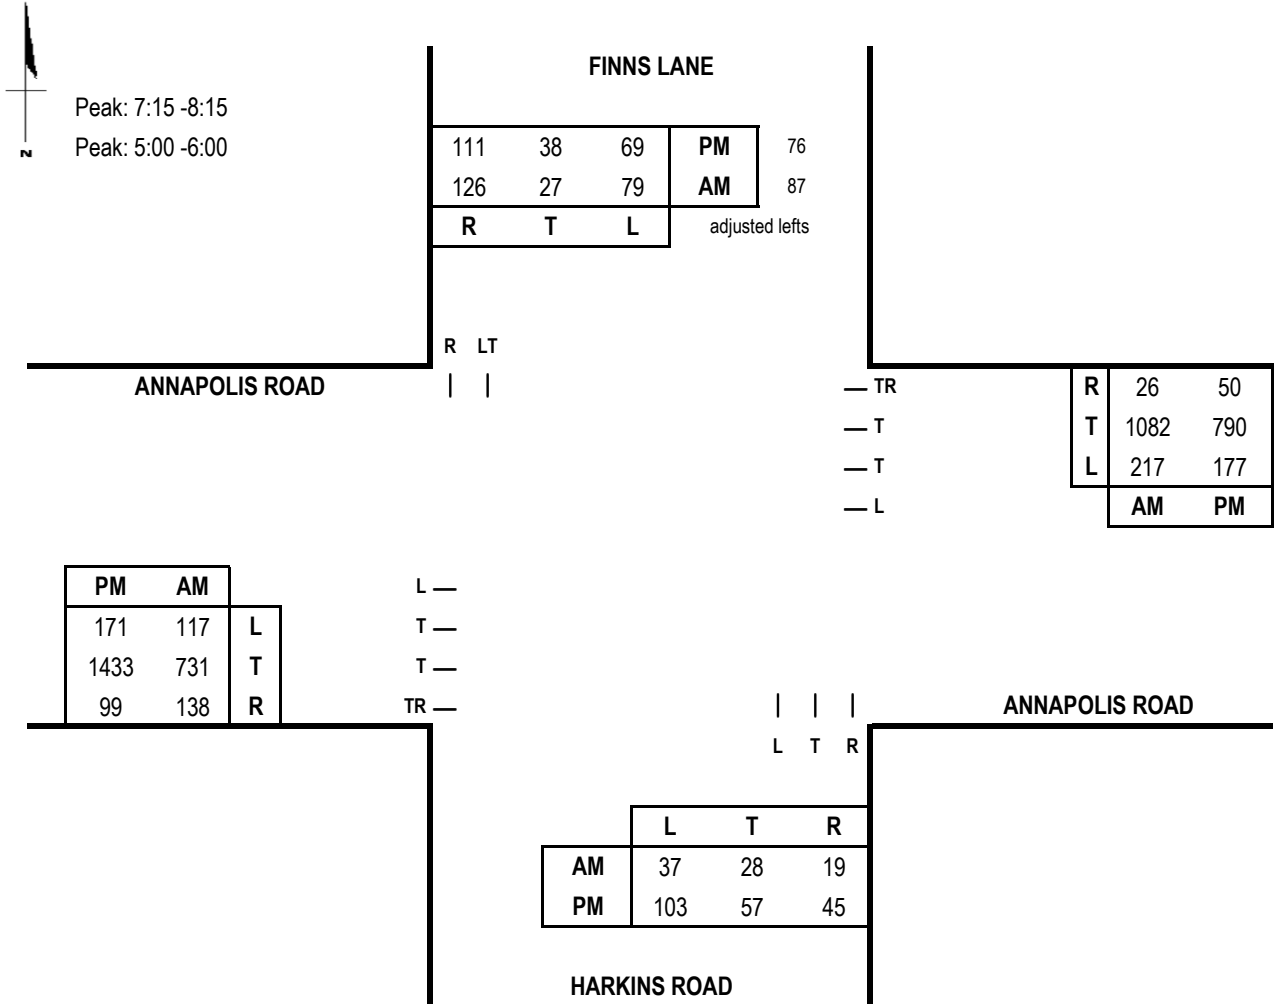 FINNS LANE
Peak: 7:15 -8:15
Peak: 5:00 -6:00
N
111 38 69 PM 76
126 27 79 AM 87
R T L adjusted lefts
R LT
ANNAPOLIS ROAD
TR
T
T
L
R 26 50
T 1082 790
L 217 177
AM PM
PM AM
171 117 L
1433 731 T
99 138 R
L
T
T
TR
L T R
ANNAPOLIS ROAD
L T R
AM 37 28 19
PM 103 57 45
HARKINS ROAD